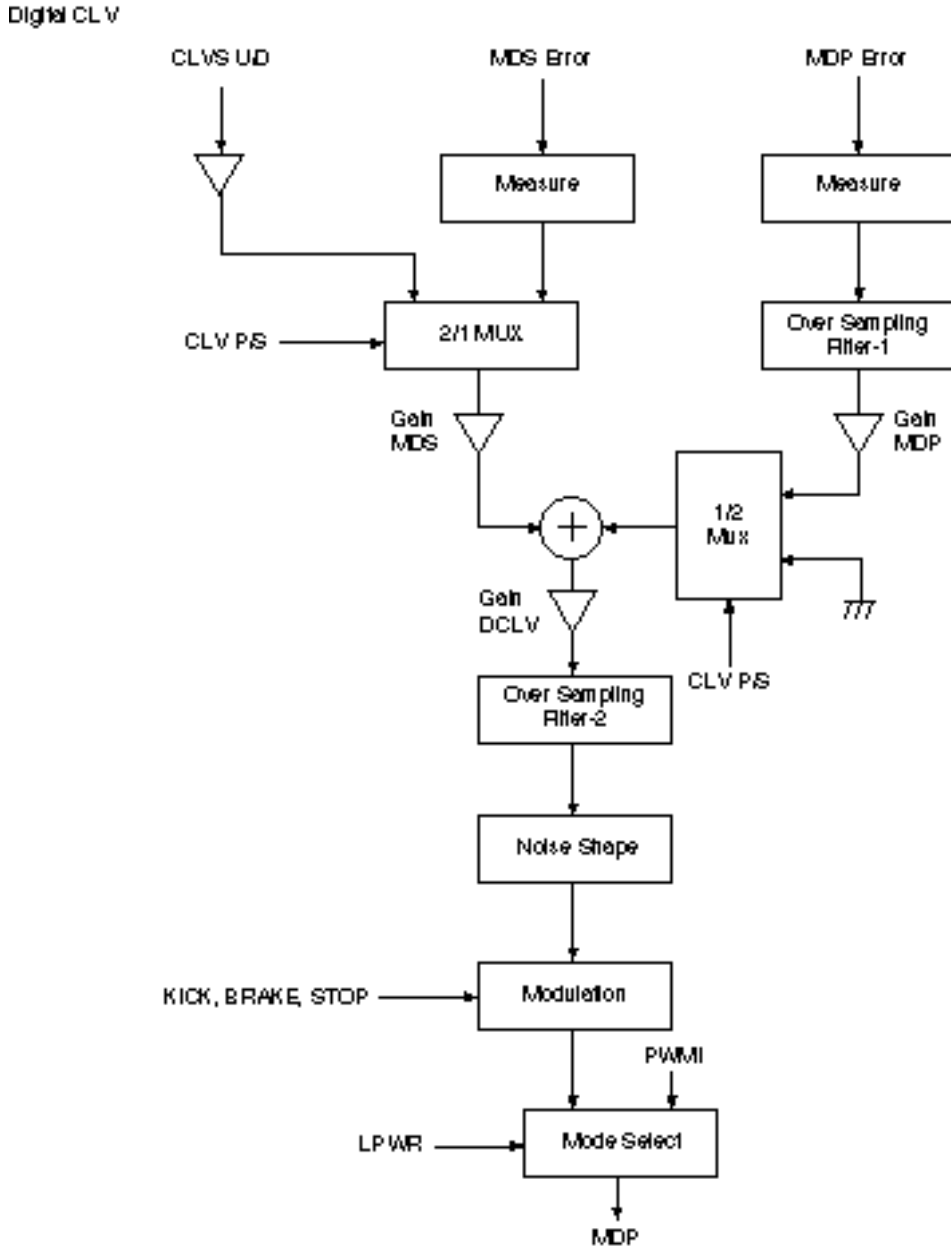 Digital CLV
CLVS U/D
MDS Error
MDP Error
Measure
Measure
CLV P/S
2/1 MUX
Over Sampling
Filter-1
Gain
MDS
Gain
MDP
1/2
Mux
Gain
DCLV
CLV P/S
Over Sampling
Filter-2
Noise Shape
KICK, BRAKE, STOP
Modulation
PWMI
LPWR
Mode Select
MDP